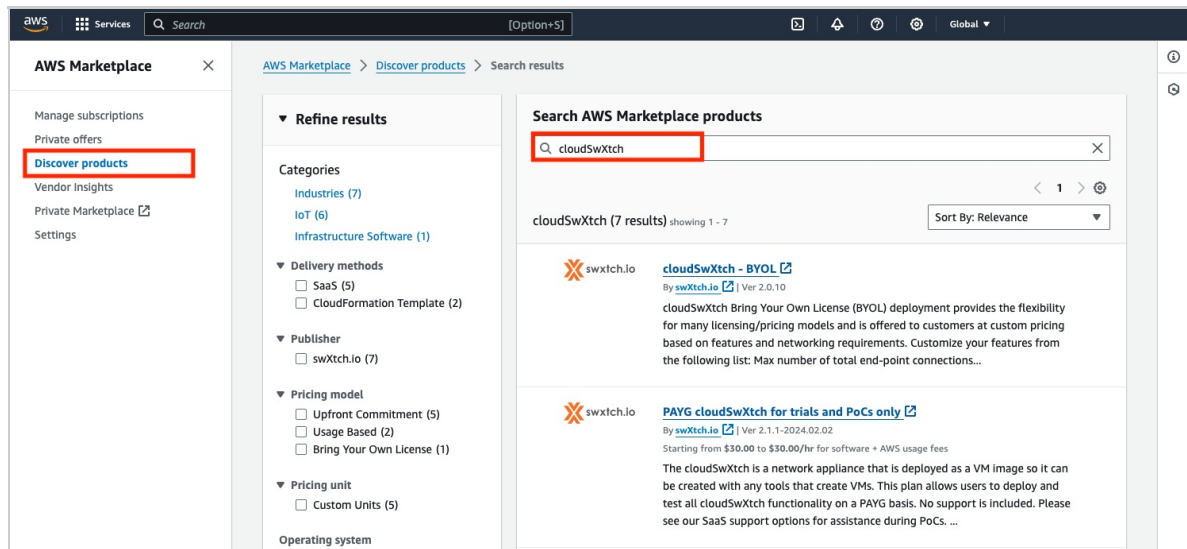 aws
Services
Search
[Option+S]
Global
AWS Marketplace
Manage subscriptions
Private offers
Discover products
Vendor Insights
Private Marketplace
Settings
AWS Marketplace > Discover products > Search results
Refine results
Categories
Industries (7)
IoT (6)
Infrastructure Software (1)
Delivery methods
SaaS (5)
CloudFormation Template (2)
Publisher
swXtch.io (7)
Pricing model
Upfront Commitment (5)
Usage Based (2)
Bring Your Own License (1)
Pricing unit
Custom Units (5)
Operating system
Search AWS Marketplace products
cloudSwXtch
1
cloudSwXtch (7 results) showing 1 - 7
Sort By: Relevance
swxtch.io
cloudSwXtch - BYOL
By swXtch.io | Ver 2.0.10
cloudSwXtch Bring Your Own License (BYOL) deployment provides the flexibility
for many licensing/pricing models and is offered to customers at custom pricing
based on features and networking requirements. Customize your features from
the following list: Max number of total end-point connections...
swxtch.io
PAYG cloudSwXtch for trials and PoCs only
By swXtch.io | Ver 2.1.1-2024.02.02
Starting from $30.00 to $30.00/hr for software + AWS usage fees
The cloudSwXtch is a network appliance that is deployed as a VM image so it can
be created with any tools that create VMs. This plan allows users to deploy and
test all cloudSwXtch functionality on a PAYG basis. No support is included. Please
see our SaaS support options for assistance during PoCs. ...